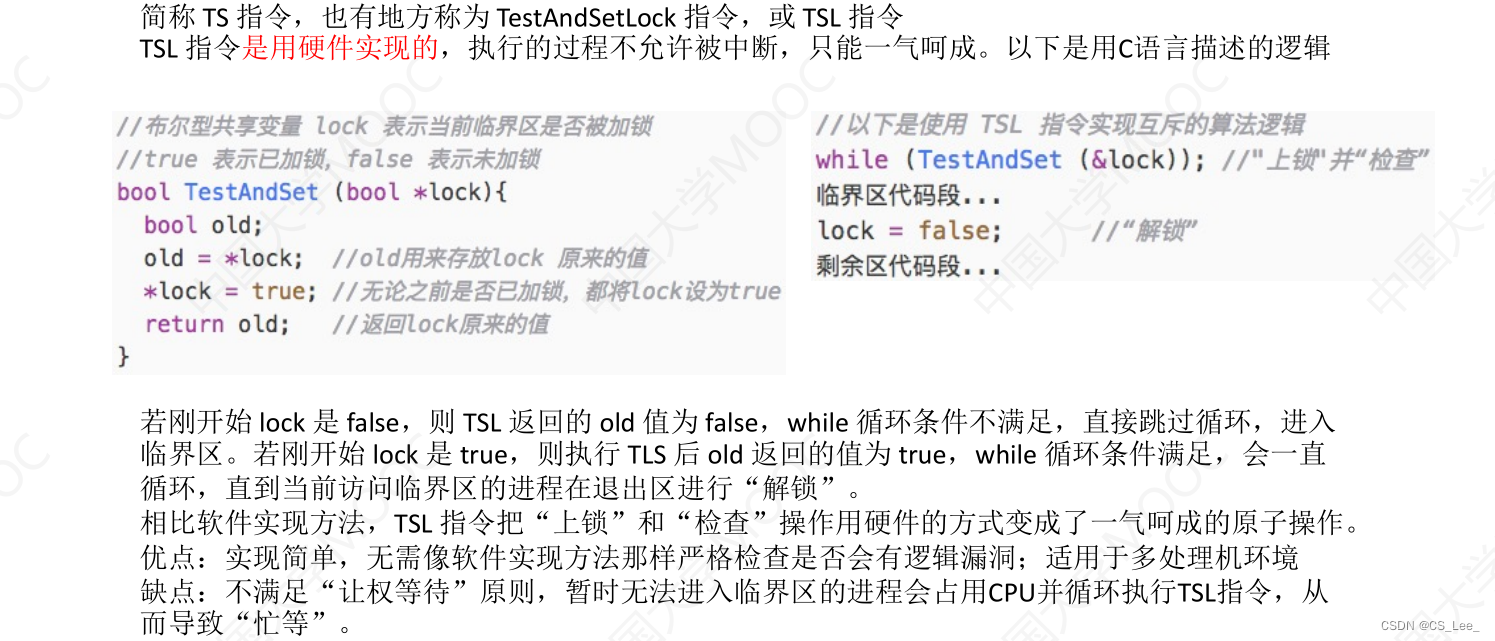 简称 TS 指令，也有地方称为 TestAndSetLock 指令，或 TSL 指令
TSL 指令是用硬件实现的，执行的过程不允许被中断，只能一气呵成。以下是用C语言描述的逻辑
//布尔型共享变量 lock 表示当前临界区是否被加锁
//true 表示已加锁，false 表示未加锁
bool TestAndSet (bool *lock){
bool old;
old = *lock; //old用来存放lock 原来的值
*lock = true; //无论之前是否已加锁，都将lock设为true
return old; //返回lock原来的值
}
//以下是使用 TSL 指令实现互斥的算法逻辑
while (TestAndSet (&lock)); //"上锁"并“检查”
临界区代码段...
lock = false; //“解锁”
剩余区代码段...
若刚开始 lock 是 false，则 TSL 返回的 old 值为 false，while 循环条件不满足，直接跳过循环，进入
临界区。若刚开始 lock 是 true，则执行 TLS 后 old 返回的值为 true，while 循环条件满足，会一直
循环，直到当前访问临界区的进程在退出区进行“解锁”。
相比软件实现方法，TSL 指令把“上锁”和“检查”操作用硬件的方式变成了一气呵成的原子操作。
优点：实现简单，无需像软件实现方法那样严格检查是否会有逻辑漏洞；适用于多处理机环境
缺点：不满足“让权等待”原则，暂时无法进入临界区的进程会占用CPU并循环执行TSL指令，从
而导致“忙等”。
中国大学MOOC
CSDN @CS_Lee_